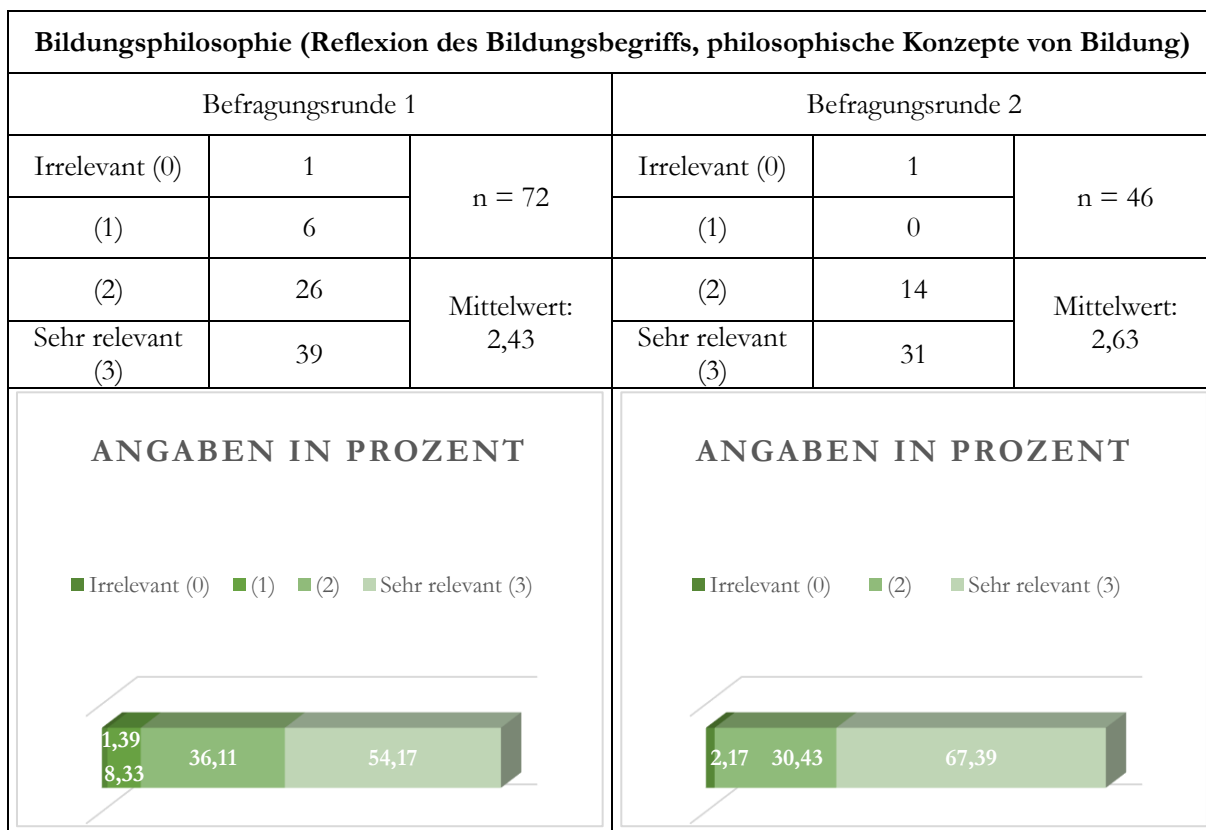 Bildungsphilosophie (Reflexion des Bildungsbegriffs, philosophische Konzepte von Bildung)
Befragungsrunde 1
Befragungsrunde 2
Irrelevant (0)
1
n = 72
Irrelevant (0)
1
n = 46
(1)
6
(1)
0
(2)
26
Mittelwert:
2,43
(2)
14
Mittelwert:
2,63
Sehr relevant
(3)
39
Sehr relevant
(3)
31
ANGABEN IN PROZENT
Irrelevant (0) (1) (2) Sehr relevant (3)
1,39
8,33
36,11
54,17
ANGABEN IN PROZENT
Irrelevant (0) (2) Sehr relevant (3)
2,17
30,43
67,39